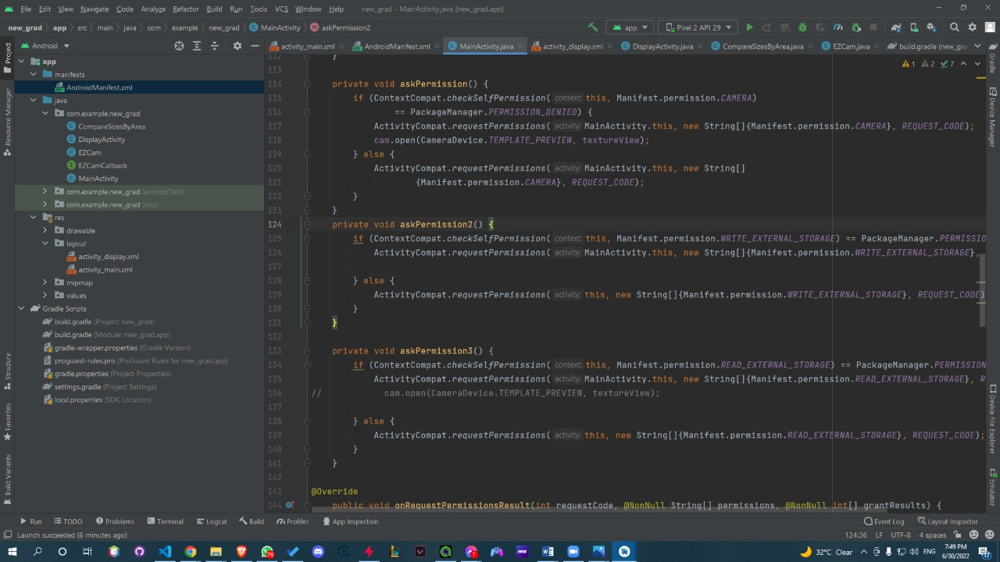 File Edit View Navigate Code Analyze Refactor Build Run Tools VCS Window Help new_grad - MainActivity.java [new_grad.app]
new_grad app src main java com example new_grad MainActivity askPermission2 app Pixel 2 API 29
Android
activity_main.xml AndroidManifest.xml MainActivity.java activity_display.xml DisplayActivity.java CompareSizesByArea.java EZCam.java build.gradle (new_gra
Project
Resource Manager
Structure
Favorites
Build Variants
app
manifests
AndroidManifest.xml
java
com.example.new_grad
CompareSizesByArea
DisplayActivity
EZCam
EZCamCallback
MainActivity
com.example.new_grad (androidTest)
com.example.new_grad (test)
res
drawable
layout
activity_display.xml
activity_main.xml
mipmap
values
Gradle Scripts
build.gradle (Project: new_grad)
build.gradle (Module: new_grad.app)
gradle-wrapper.properties (Gradle Version)
proguard-rules.pro (ProGuard Rules for new_grad.app)
gradle.properties (Project Properties)
settings.gradle (Project Settings)
local.properties (SDK Location)
1 2 7
112 }
113
114 private void askPermission() {
115 if (ContextCompat.checkSelfPermission( context: this, Manifest.permission.CAMERA)
116 == PackageManager.PERMISSION_DENIED) {
117 ActivityCompat.requestPermissions( activity: MainActivity.this, new String[]{Manifest.permission.CAMERA}, REQUEST_CODE);
118 cam.open(CameraDevice.TEMPLATE_PREVIEW, textureView);
119 } else {
120 ActivityCompat.requestPermissions( activity: MainActivity.this, new String[]
121 {Manifest.permission.CAMERA}, REQUEST_CODE);
122 }
123 }
124 private void askPermission2() {
125 if (ContextCompat.checkSelfPermission( context: this, Manifest.permission.WRITE_EXTERNAL_STORAGE) == PackageManager.PERMISSIO
126 ActivityCompat.requestPermissions( activity: MainActivity.this, new String[]{Manifest.permission.WRITE_EXTERNAL_STORAGE},
127
128 } else {
129 ActivityCompat.requestPermissions( activity: this, new String[]{Manifest.permission.WRITE_EXTERNAL_STORAGE}, REQUEST_CODE)
130 }
131 }
132
133 private void askPermission3() {
134 if (ContextCompat.checkSelfPermission( context: this, Manifest.permission.READ_EXTERNAL_STORAGE) == PackageManager.PERMISSION
135 ActivityCompat.requestPermissions( activity: MainActivity.this, new String[]{Manifest.permission.READ_EXTERNAL_STORAGE}, R
136 // cam.open(CameraDevice.TEMPLATE_PREVIEW, textureView);
137
138 } else {
139 ActivityCompat.requestPermissions( activity: this, new String[]{Manifest.permission.READ_EXTERNAL_STORAGE}, REQUEST_CODE);
140 }
141 }
142
143 @Override
144 public void onRequestPermissionsResult(int requestCode, @NonNull String[] permissions, @NonNull int[] grantResults) {
Gradle
Device Manager
Device File Explorer
Emulator
Run TODO Problems Terminal Logcat Build Profiler App Inspection Event Log Layout Inspector
Launch succeeded (6 minutes ago) 124:36 LF UTF-8 4 spaces
76 32°C Clear ENG 7:49 PM
6/30/2022 17